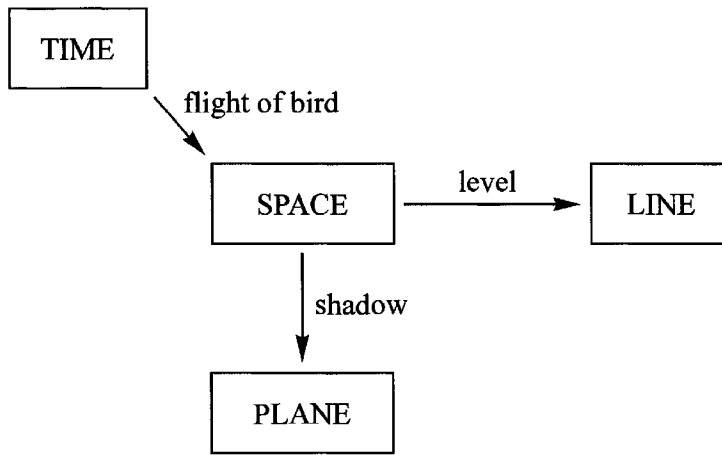 TIME
flight of bird
SPACE
level
LINE
shadow
PLANE